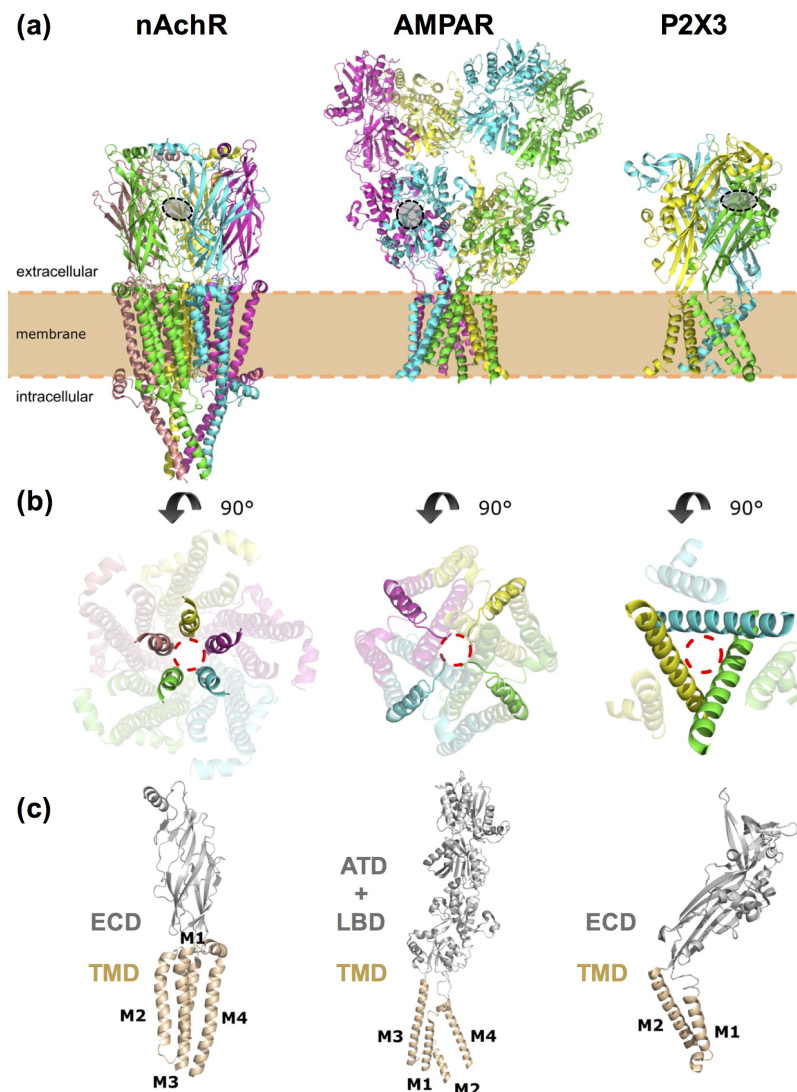 (a) nAchR AMPAR P2X3
extracellular
membrane
intracellular
(b) 90° 90° 90°
(c)
ATD
+
ECD LBD ECD
M1
TMD TMD TMD
M2 M4 M3 M4 M2 M1
M3 M1 M2